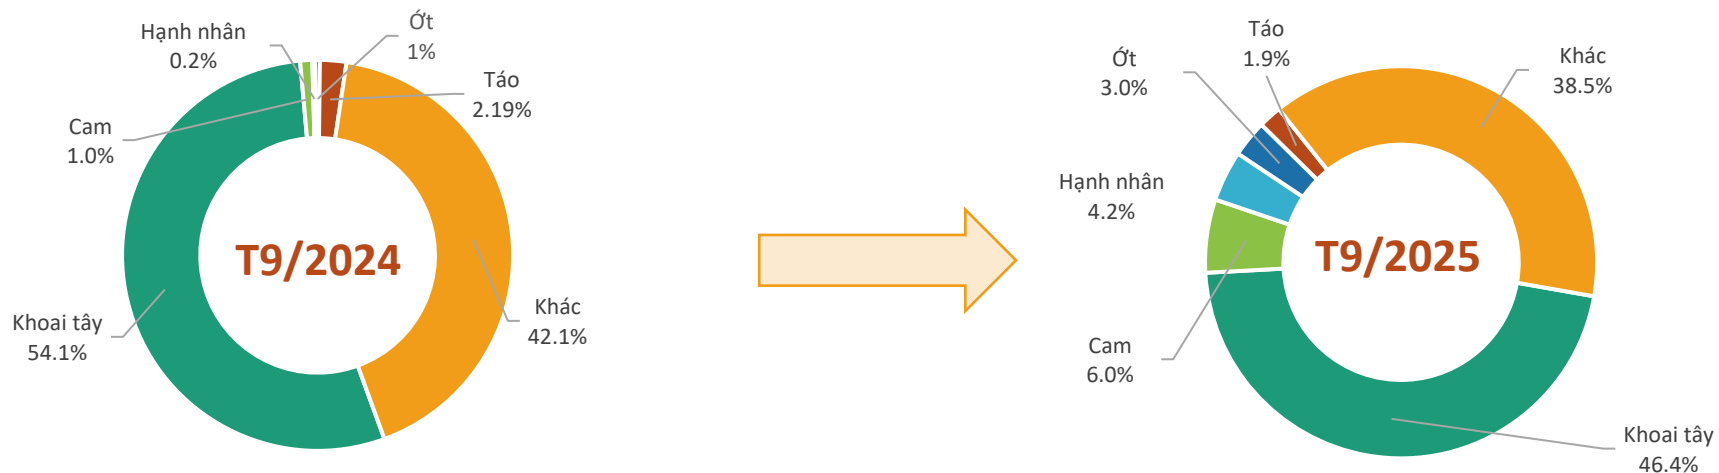 Ớt
1%
Hạnh nhân
0.2%
Táo
2.19%
Cam
1.0%
T9/2024
Khác
42.1%
Khoai tây
54.1%
Táo
1.9%
Khác
38.5%
Ớt
3.0%
Hạnh nhân
4.2%
T9/2025
Cam
6.0%
Khoai tây
46.4%